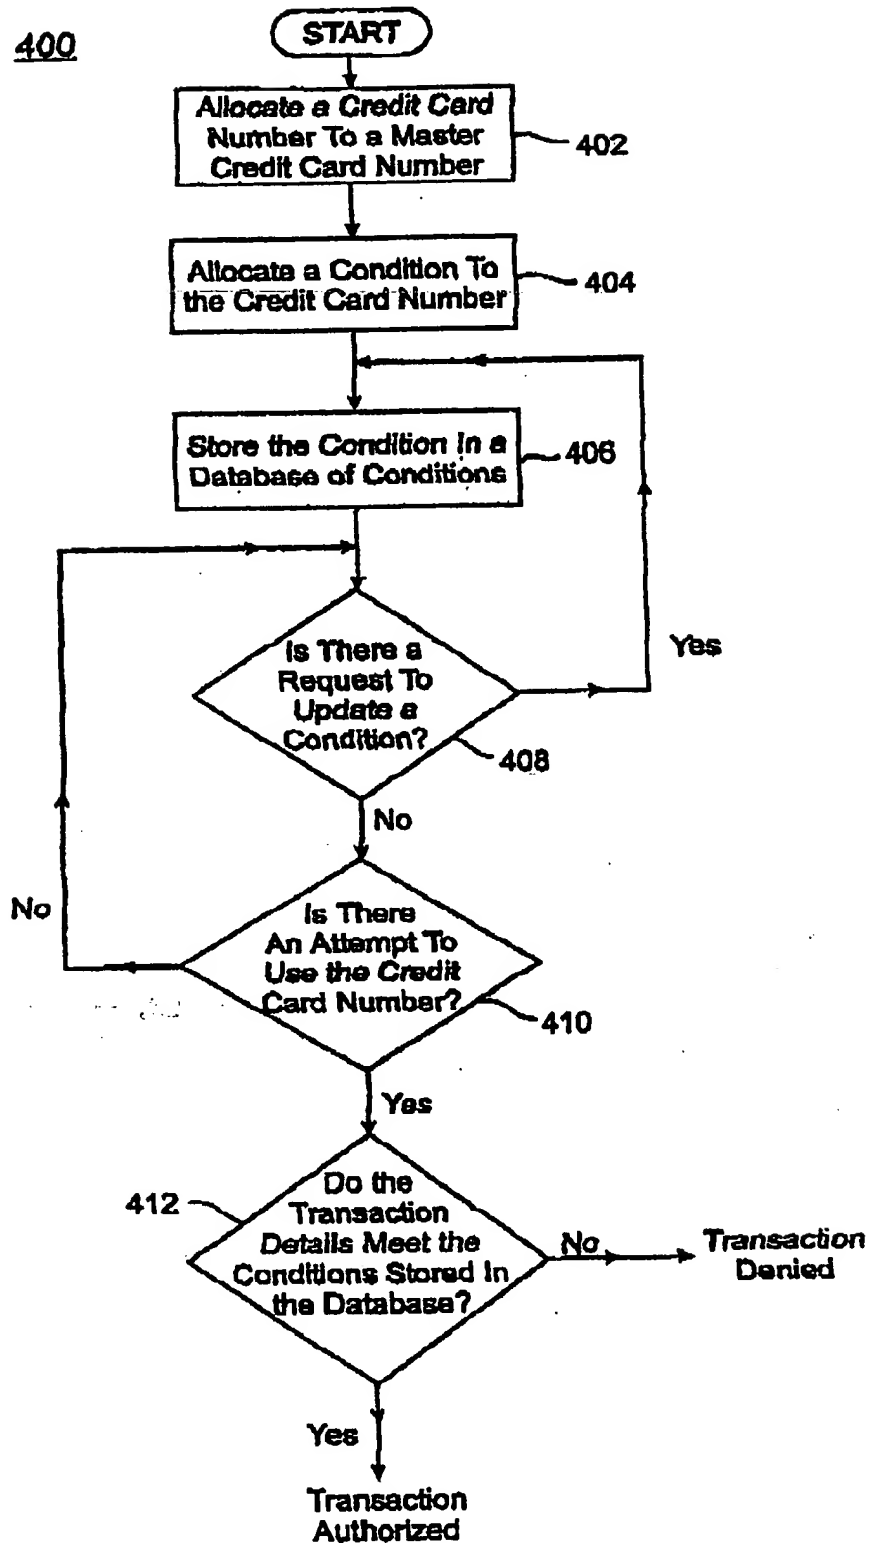 400
START
Allocate a Credit Card
Number To a Master
Credit Card Number
402
Allocate a Condition To
the Credit Card Number
404
Store the Condition in a
Database of Conditions
406
Is There a
Request To
Update a
Condition?
408
Yes
No
Is There
An Attempt To
Use the Credit
Card Number?
410
No
Yes
412
Do the
Transaction
Details Meet the
Conditions Stored In
the Database?
No
Transaction
Denied
Yes
Transaction
Authorized